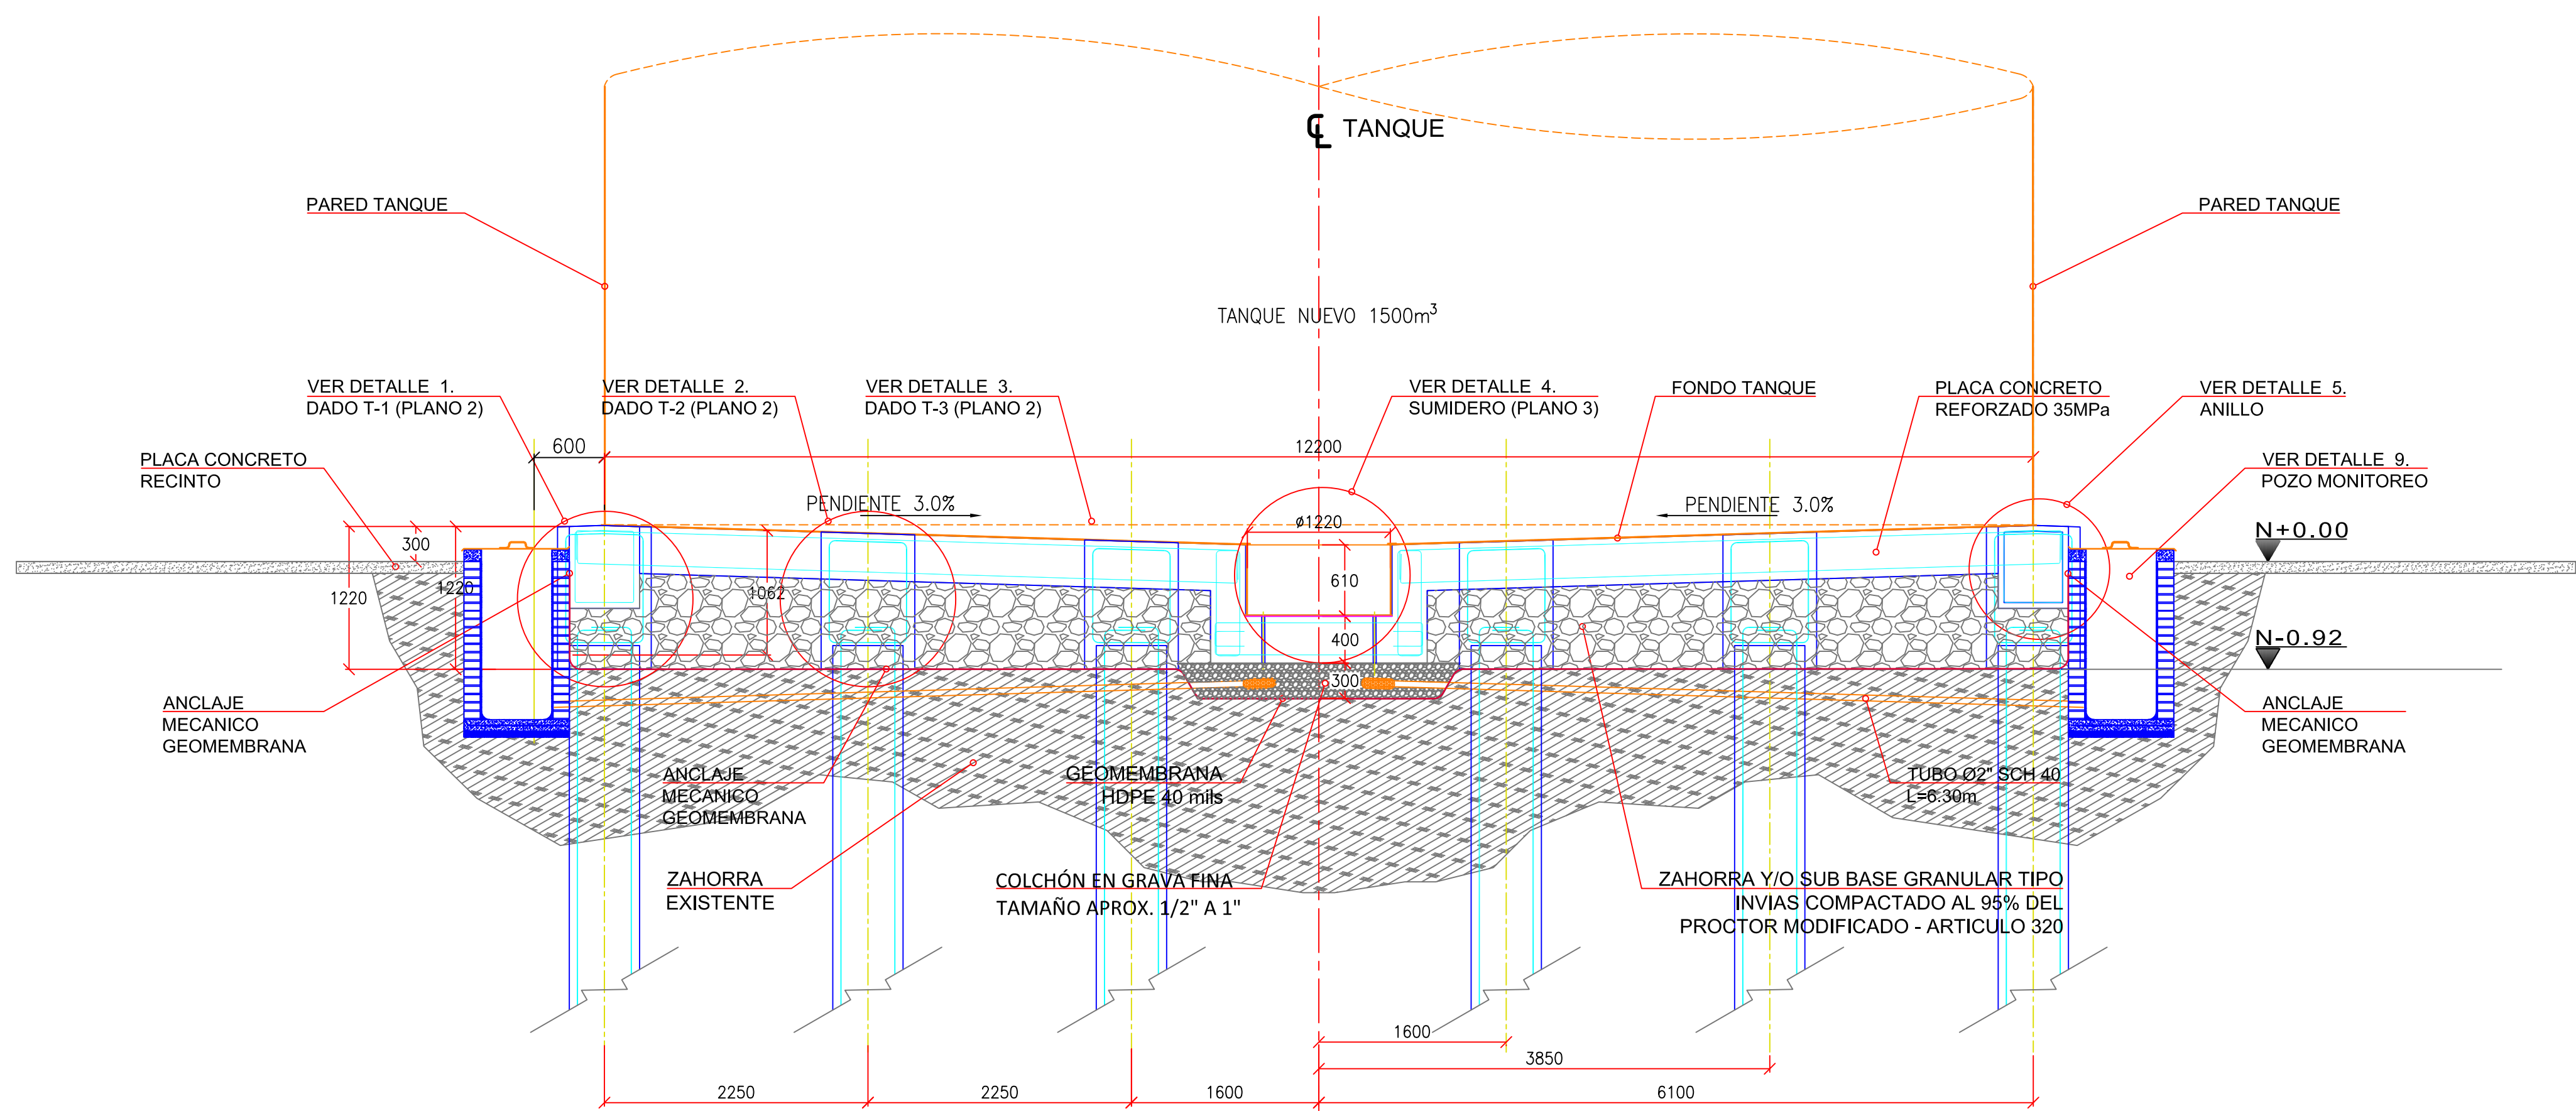 ℄ TANQUE
PARED TANQUE
PARED TANQUE
TANQUE NUEVO 1500m³
VER DETALLE 1.
DADO T-1 (PLANO 2)
VER DETALLE 2.
DADO T-2 (PLANO 2)
VER DETALLE 3.
DADO T-3 (PLANO 2)
VER DETALLE 4.
SUMIDERO (PLANO 3)
FONDO TANQUE
PLACA CONCRETO
REFORZADO 35MPa
VER DETALLE 5.
ANILLO
600
12200
PLACA CONCRETO
RECINTO
VER DETALLE 9.
POZO MONITOREO
PENDIENTE 3.0%
PENDIENTE 3.0%
ø1220
N+0.00
300
610
1220
1220
1062
400
N-0.92
300
ANCLAJE
MECANICO
GEOMEMBRANA
ANCLAJE
MECANICO
GEOMEMBRANA
ANCLAJE
MECANICO
GEOMEMBRANA
GEOMEMBRANA
HDPE 40 mils
TUBO Ø2" SCH 40
L=6.30m
ZAHORRA
EXISTENTE
COLCHÓN EN GRAVA FINA
TAMAÑO APROX. 1/2" A 1"
ZAHORRA Y/O SUB BASE GRANULAR TIPO
INVIAS COMPACTADO AL 95% DEL
PROCTOR MODIFICADO - ARTICULO 320
1600
3850
2250
2250
1600
6100